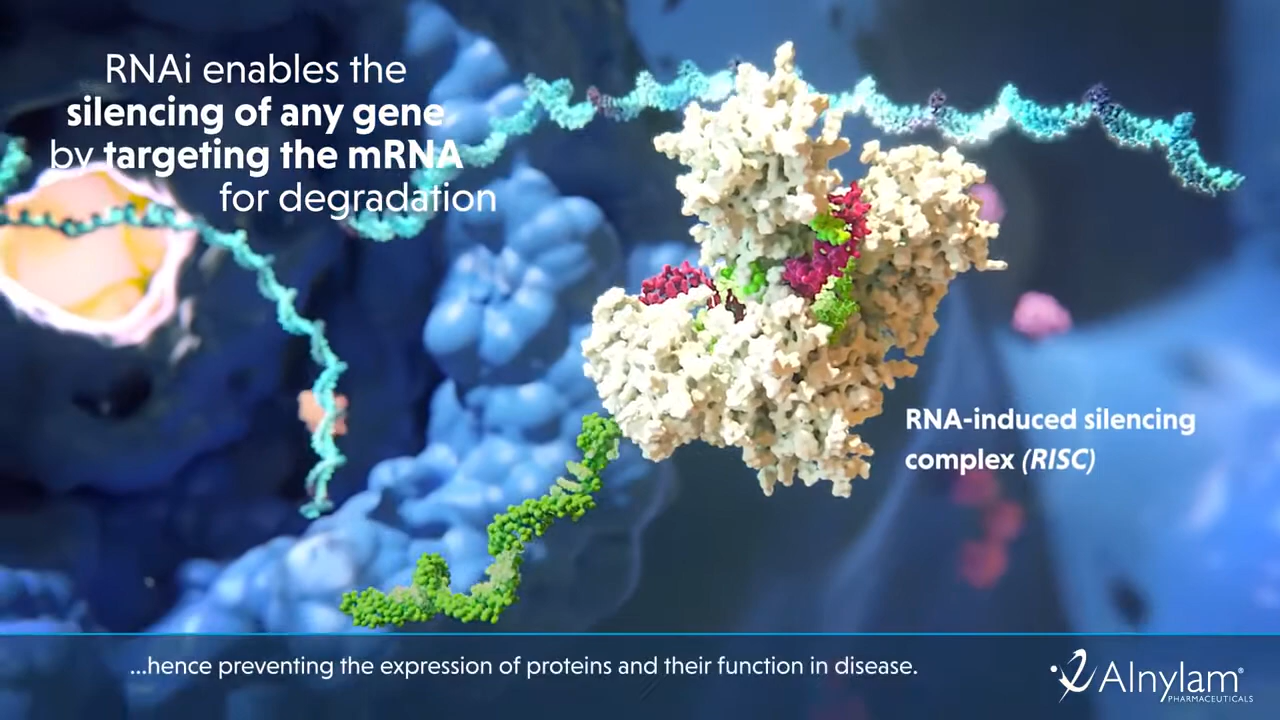 RNAi enables the
silencing of any gene
by targeting the mRNA
for degradation
RNA-induced silencing
complex (RISC)
...hence preventing the expression of proteins and their function in disease.
Alnylam®
PHARMACEUTICALS